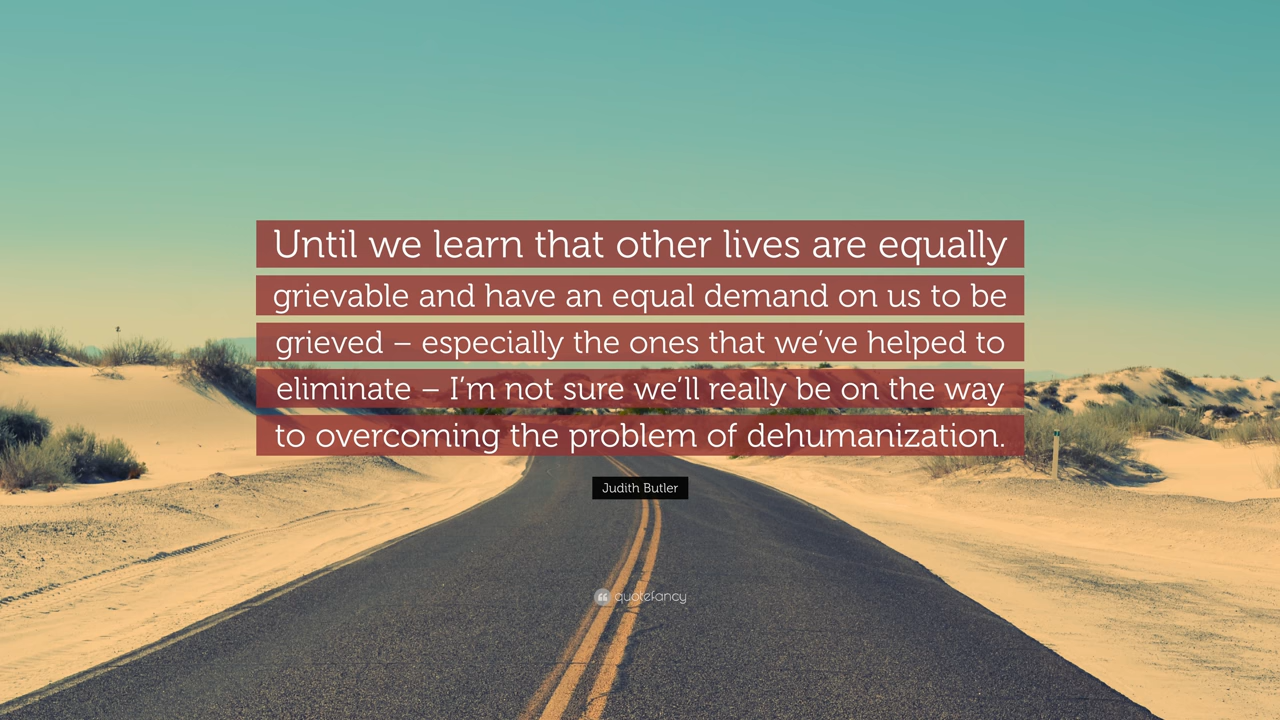 Until we learn that other lives are equally
grievable and have an equal demand on us to be
grieved – especially the ones that we’ve helped to
eliminate – I’m not sure we’ll really be on the way
to overcoming the problem of dehumanization.
Judith Butler
quotefancy